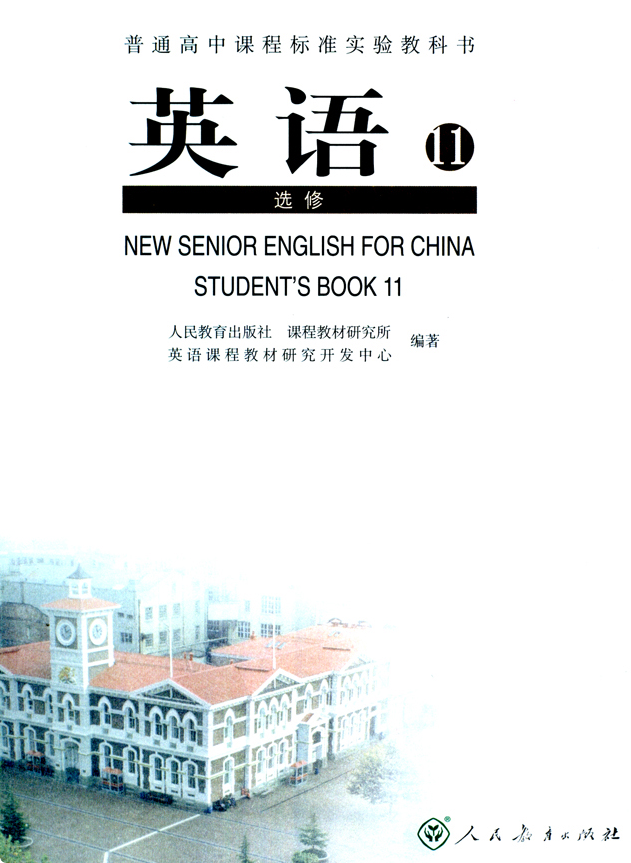 普通高中课程标准实验教科书
英语 11
选修
NEW SENIOR ENGLISH FOR CHINA
STUDENT'S BOOK 11
人民教育出版社 课程教材研究所
英语课程教材研究开发中心 编著
人民教育出版社